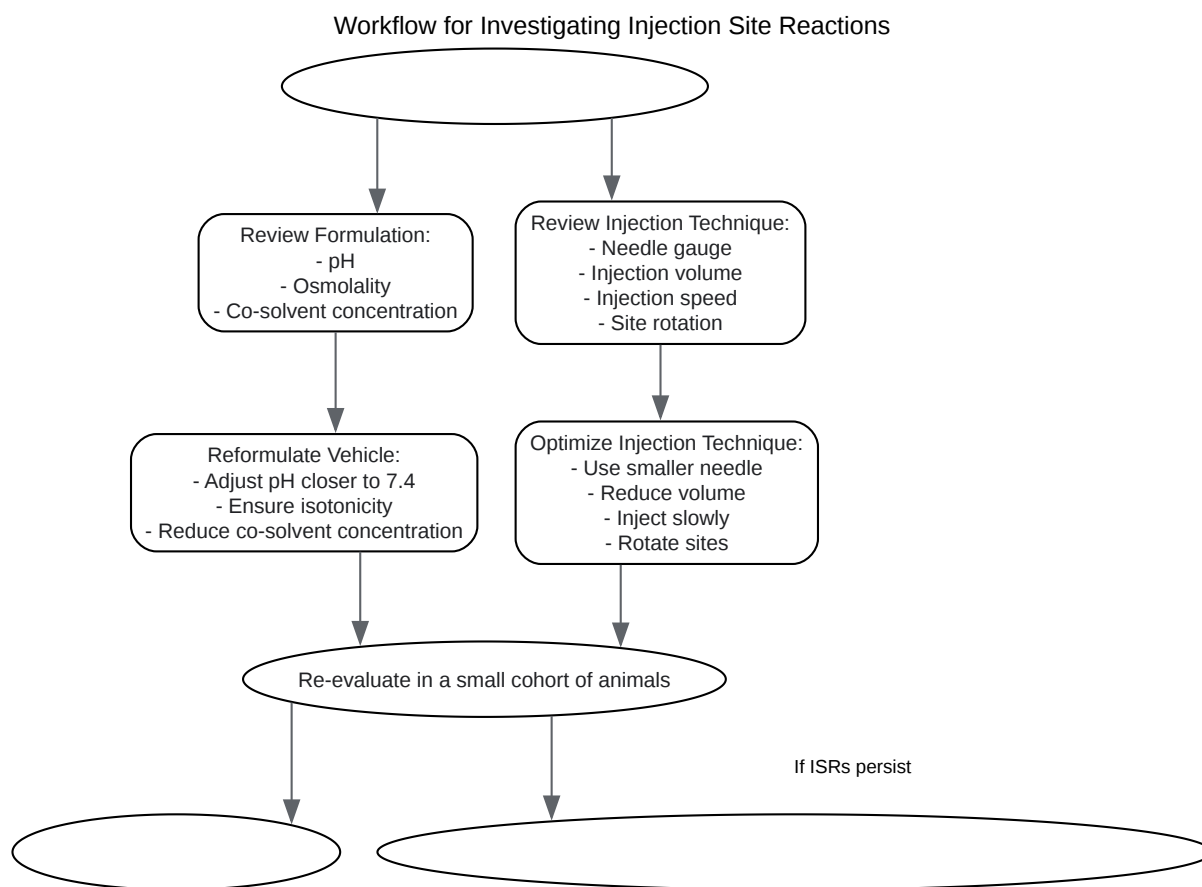 Workflow for Investigating Injection Site Reactions
Review Formulation:
- pH
- Osmolality
- Co-solvent concentration
Review Injection Technique:
- Needle gauge
- Injection volume
- Injection speed
- Site rotation
Reformulate Vehicle:
- Adjust pH closer to 7.4
- Ensure isotonicity
- Reduce co-solvent concentration
Optimize Injection Technique:
- Use smaller needle
- Reduce volume
- Inject slowly
- Rotate sites
Re-evaluate in a small cohort of animals
If ISRs persist